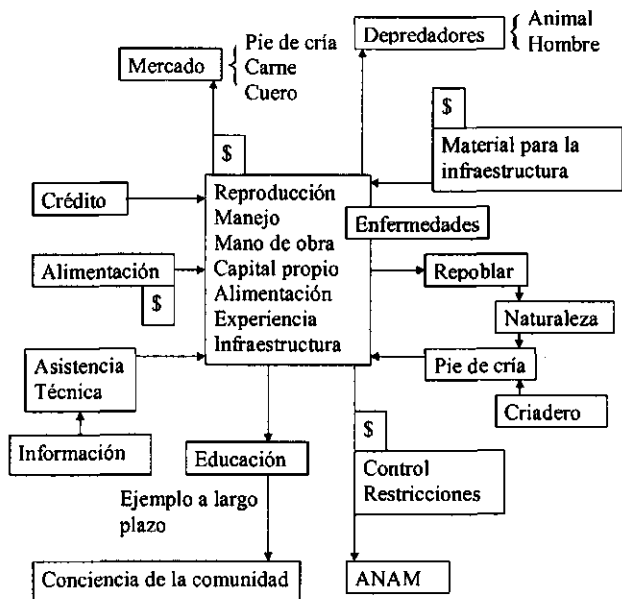 Animal
Depredadores
Hombre
Pie de cría
Mercado
Carne
Cuero
$
$
Material para la
infraestructura
Crédito
Reproducción
Manejo
Mano de obra
Capital propio
Alimentación
Experiencia
Infraestructura
Enfermedades
Alimentación
$
Repoblar
Naturaleza
Asistencia
Técnica
Pie de cría
Criadero
Información
Educación
$
Control
Restricciones
Ejemplo a largo
plazo
Conciencia de la comunidad
ANAM